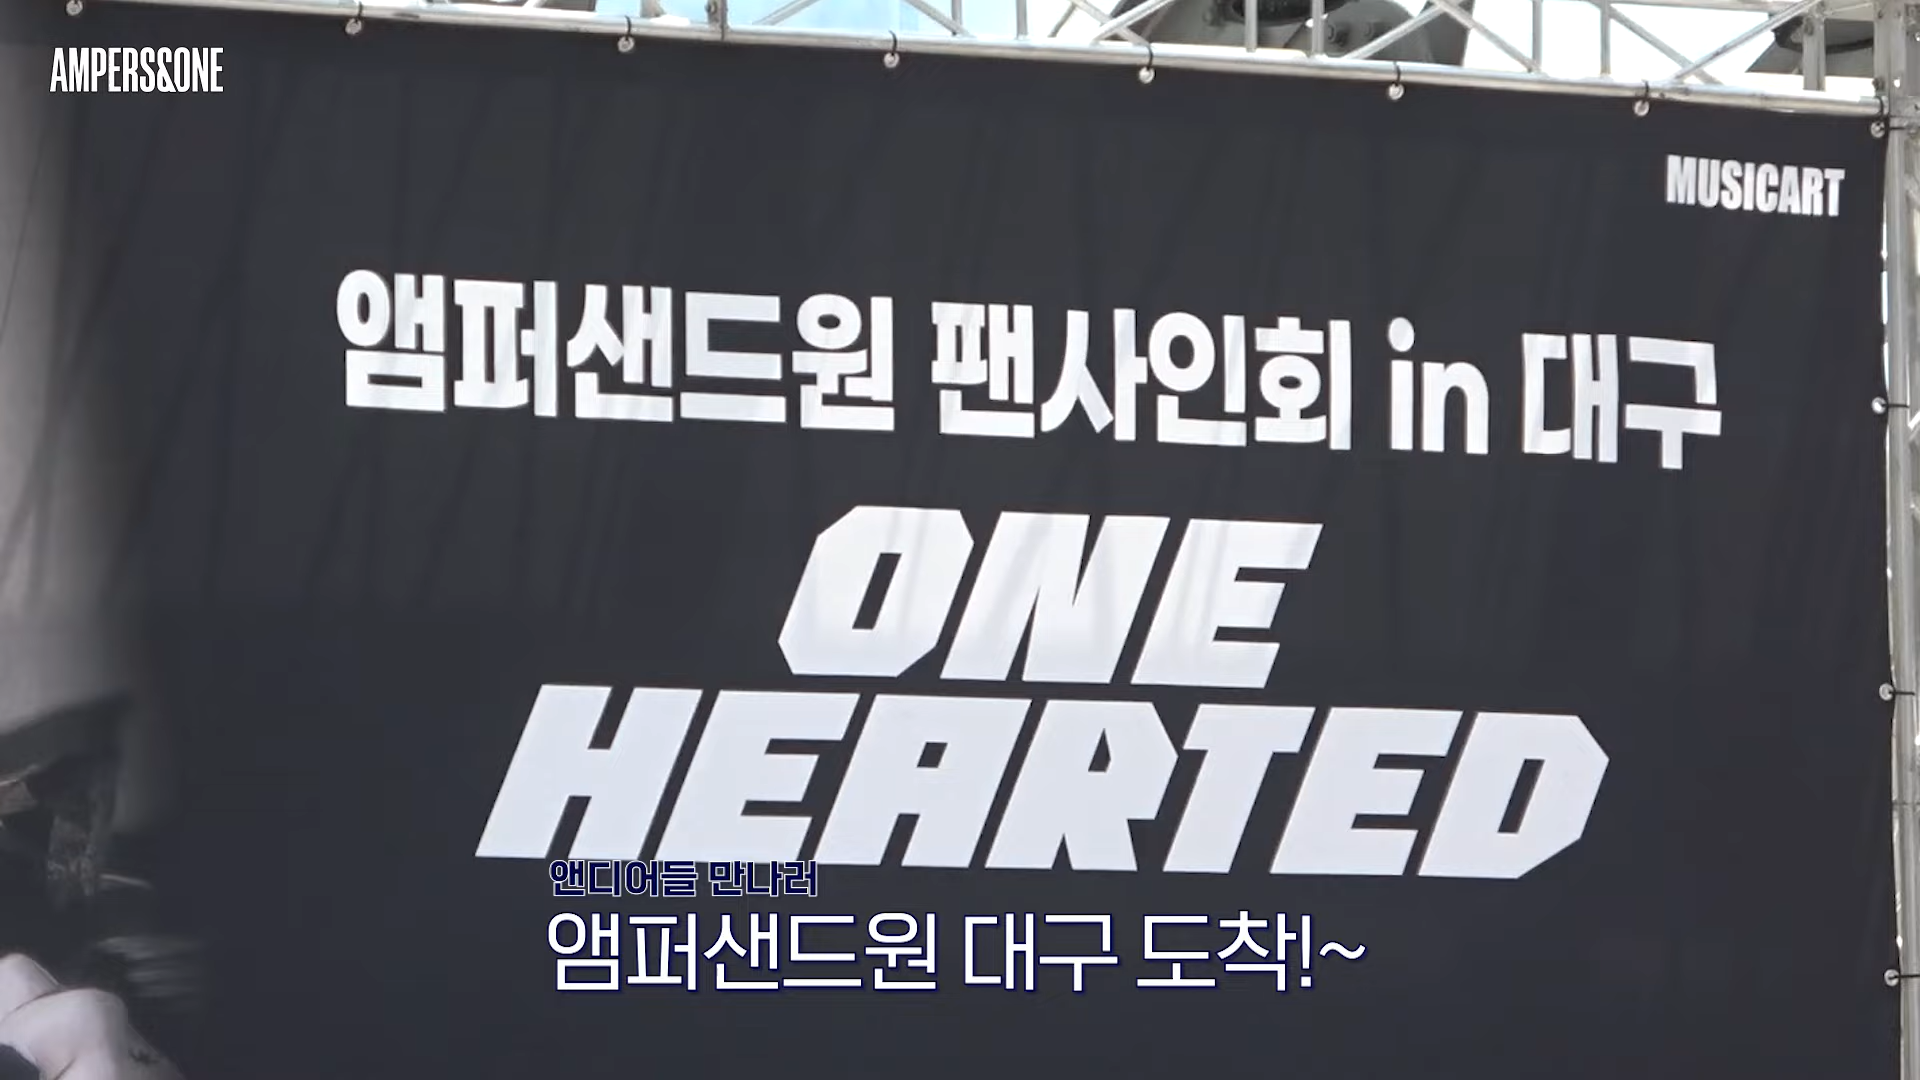 AMPERS&ONE
MUSICART
앰퍼샌드원 팬사인회 in 대구
ONE
HEARTED
앤디어들 만나러
앰퍼샌드원 대구 도착!~